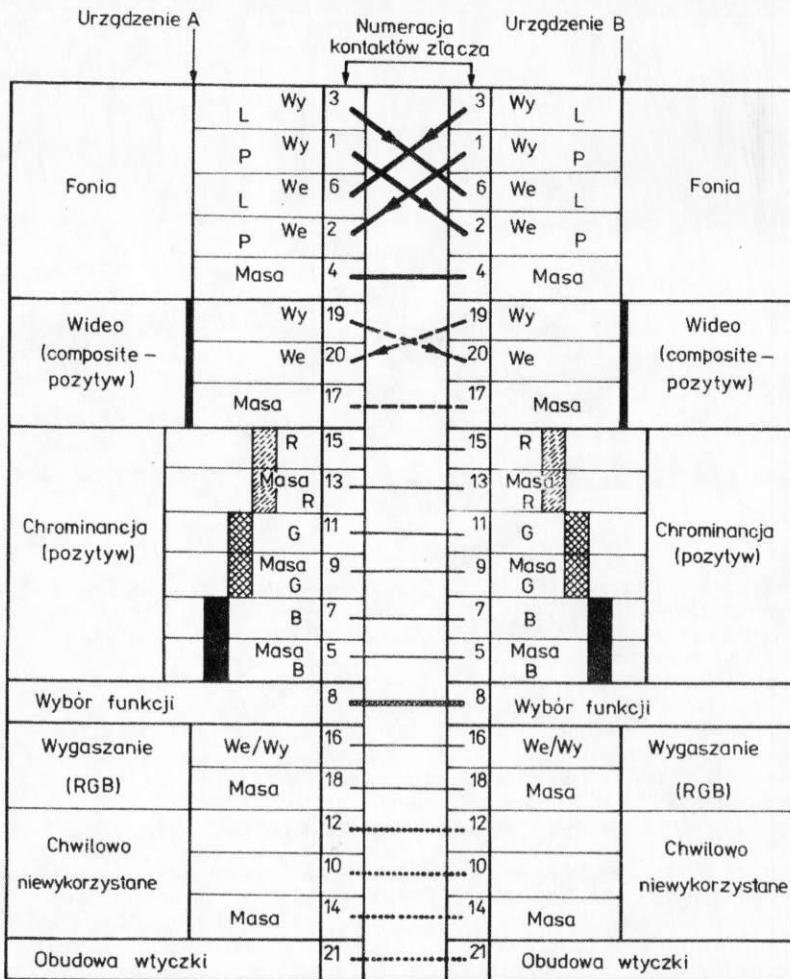 Urządzenie A
Numeracja
kontaktów złącza
Urządzenie B
Fonia
L Wy 3
P Wy 1
L We 6
P We 2
Masa 4
3 Wy L
1 Wy P
6 We L
2 We P
4 Masa
Fonia
Wideo
(composite –
pozytyw)
Wy 19
We 20
Masa 17
19 Wy
20 We
17 Masa
Wideo
(composite –
pozytyw)
Chrominancja
(pozytyw)
R 15
Masa 13
R
G 11
Masa 9
G
B 7
Masa 5
B
15 R
13 Masa
R
11 G
9 Masa
G
7 B
5 Masa
B
Chrominancja
(pozytyw)
Wybór funkcji 8
8 Wybór funkcji
Wygaszanie
(RGB)
We/Wy 16
Masa 18
16 We/Wy
18 Masa
Wygaszanie
(RGB)
Chwilowo
niewykorzystane
12
10
Masa 14
12
10
14 Masa
Chwilowo
niewykorzystane
Obudowa wtyczki 21
21 Obudowa wtyczki